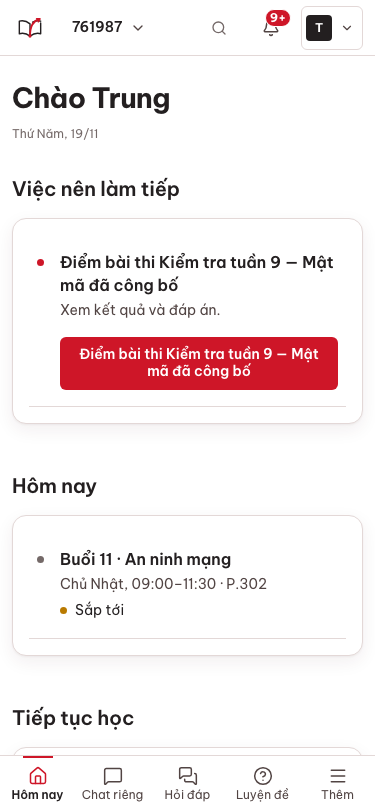 761987
9+
T
Chào Trung
Thứ Năm, 19/11
Việc nên làm tiếp
Điểm bài thi Kiểm tra tuần 9 — Mật
mã đã công bố
Xem kết quả và đáp án.
Điểm bài thi Kiểm tra tuần 9 — Mật
mã đã công bố
Hôm nay
Buổi 11 · An ninh mạng
Chủ Nhật, 09:00–11:30 · P.302
Sắp tới
Tiếp tục học
Hôm nay
Chat riêng
Hỏi đáp
Luyện đề
Thêm